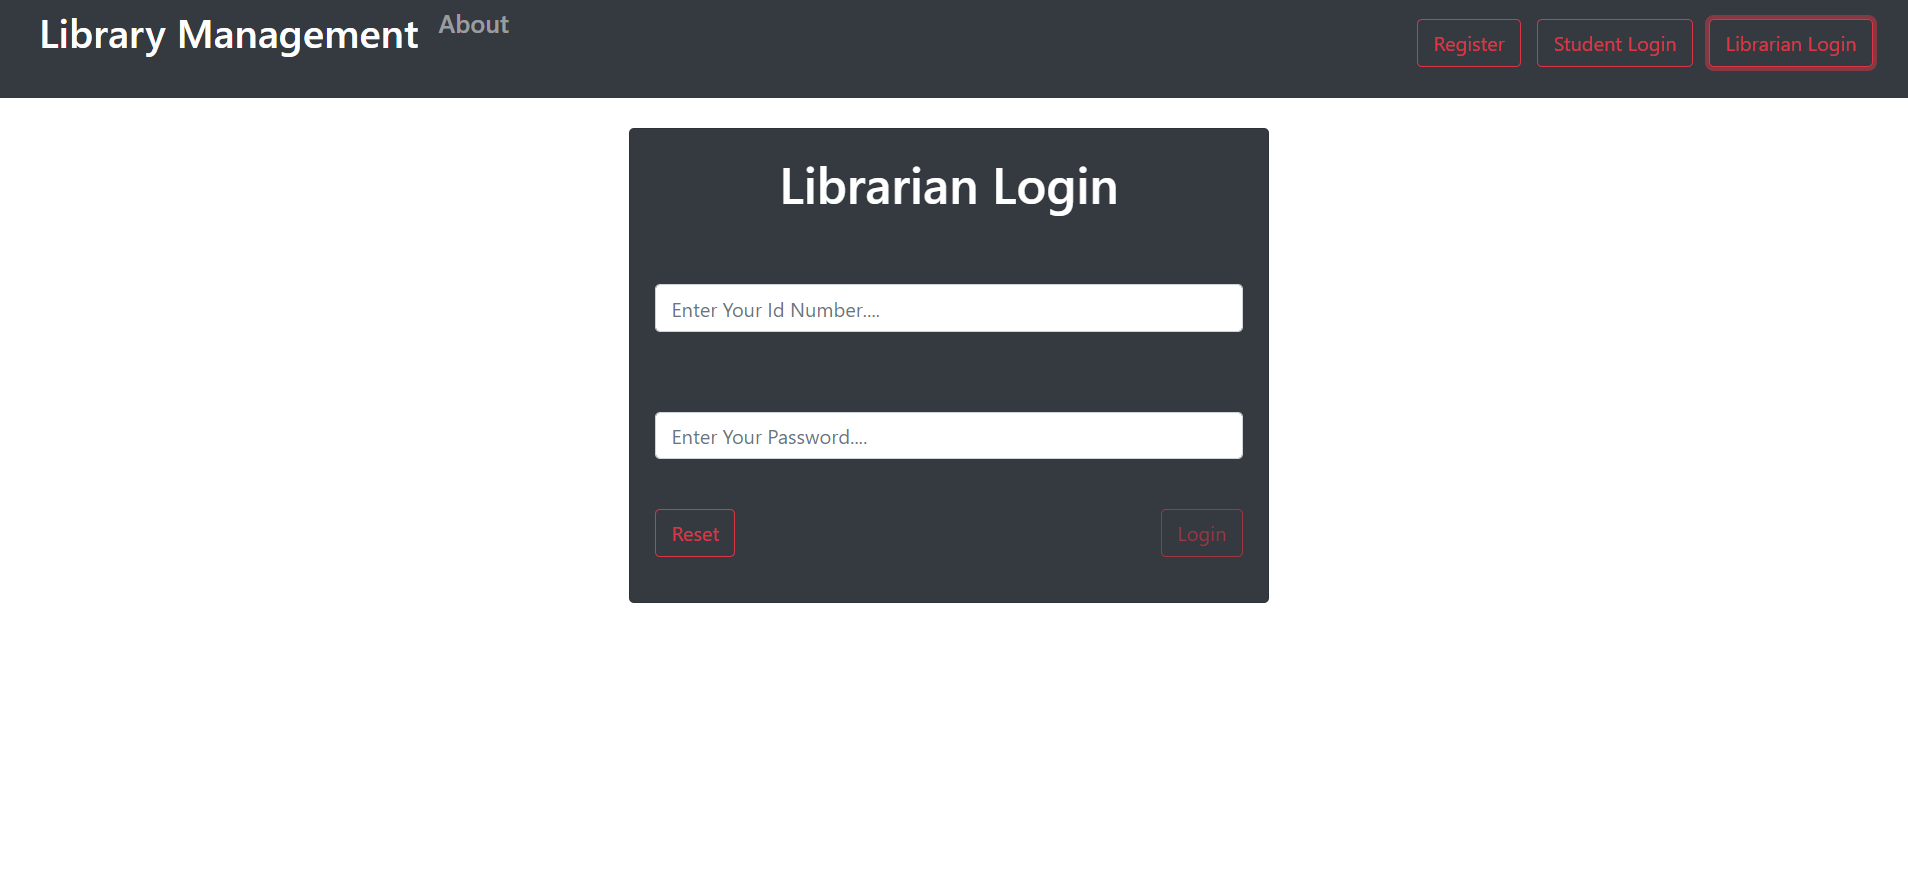 Library Management About Register Student Login Librarian Login
Librarian Login
Enter Your Id Number....
Enter Your Password....
Reset Login